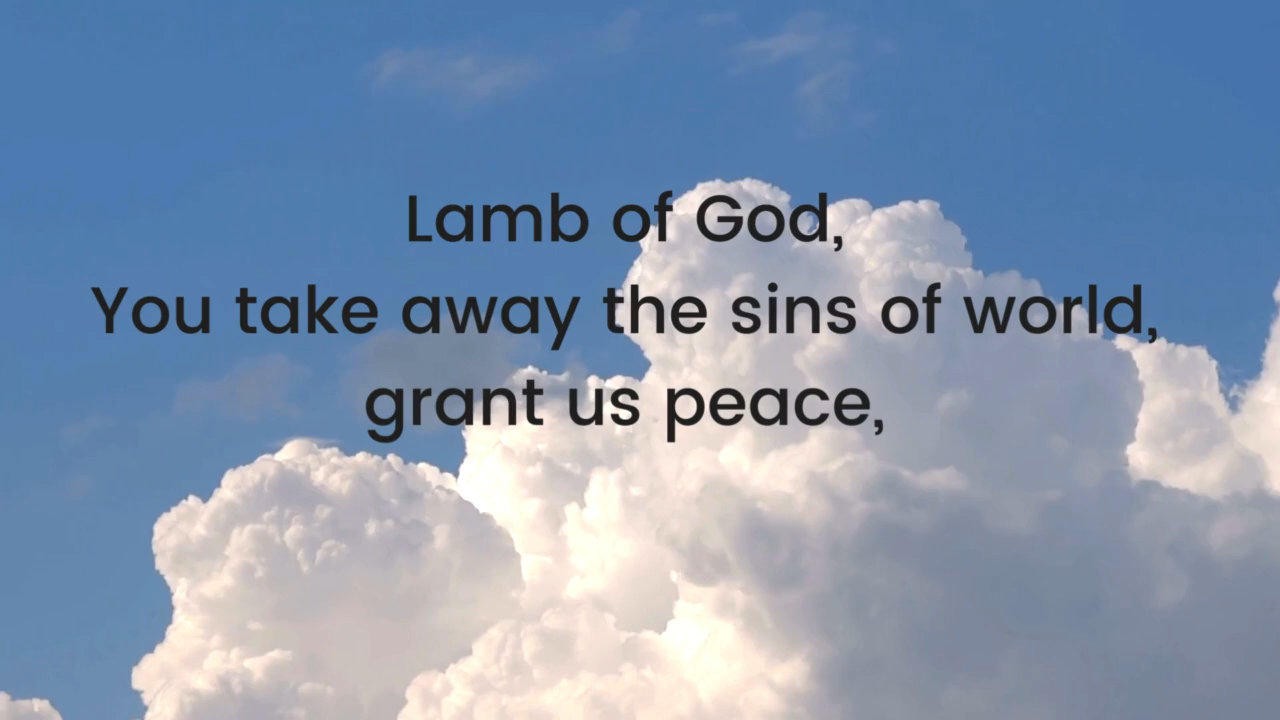 Lamb of God,
You take away the sins of world,
grant us peace,